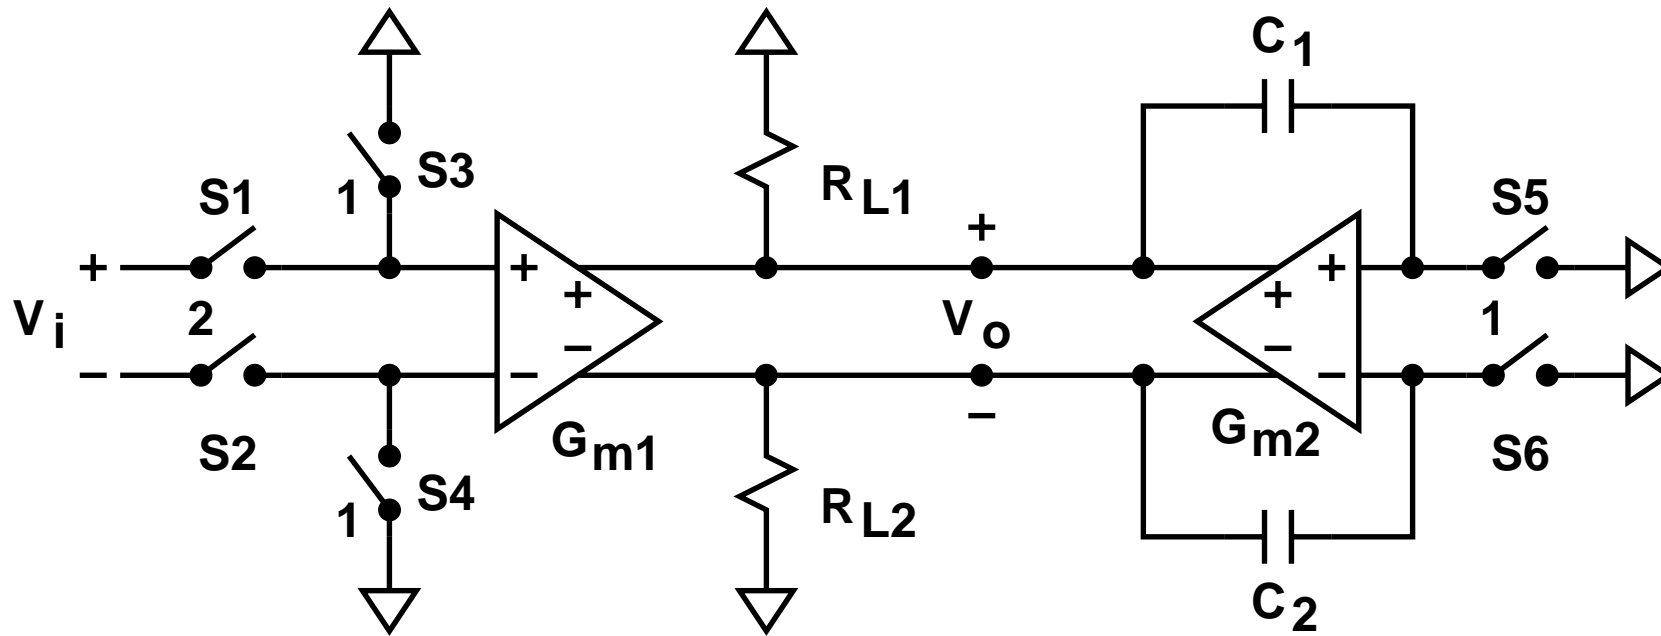 C1
S3
1
S1
RL1
S5
+
+
+
+
+
+
Vi
2
Vo
1
−
−
−
−
−
−
S2
Gm1
Gm2
S6
S4
1
RL2
C2